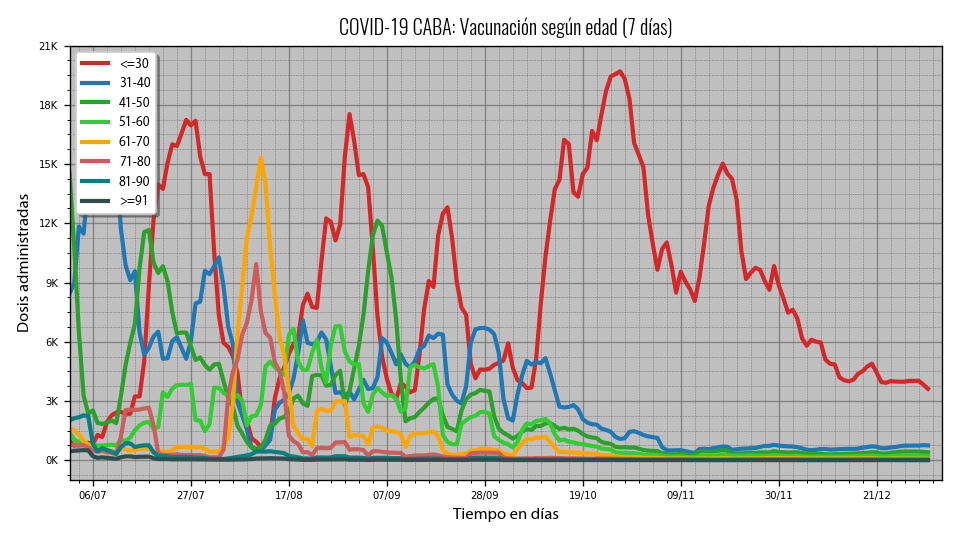 COVID-19 CABA: Vacunación según edad (7 días)
21K
18K
15K
12K
9K
6K
3K
0K
Dosis administradas
<=30
31-40
41-50
51-60
61-70
71-80
81-90
>=91
06/07 27/07 17/08 07/09 28/09 19/10 09/11 30/11 21/12
Tiempo en días